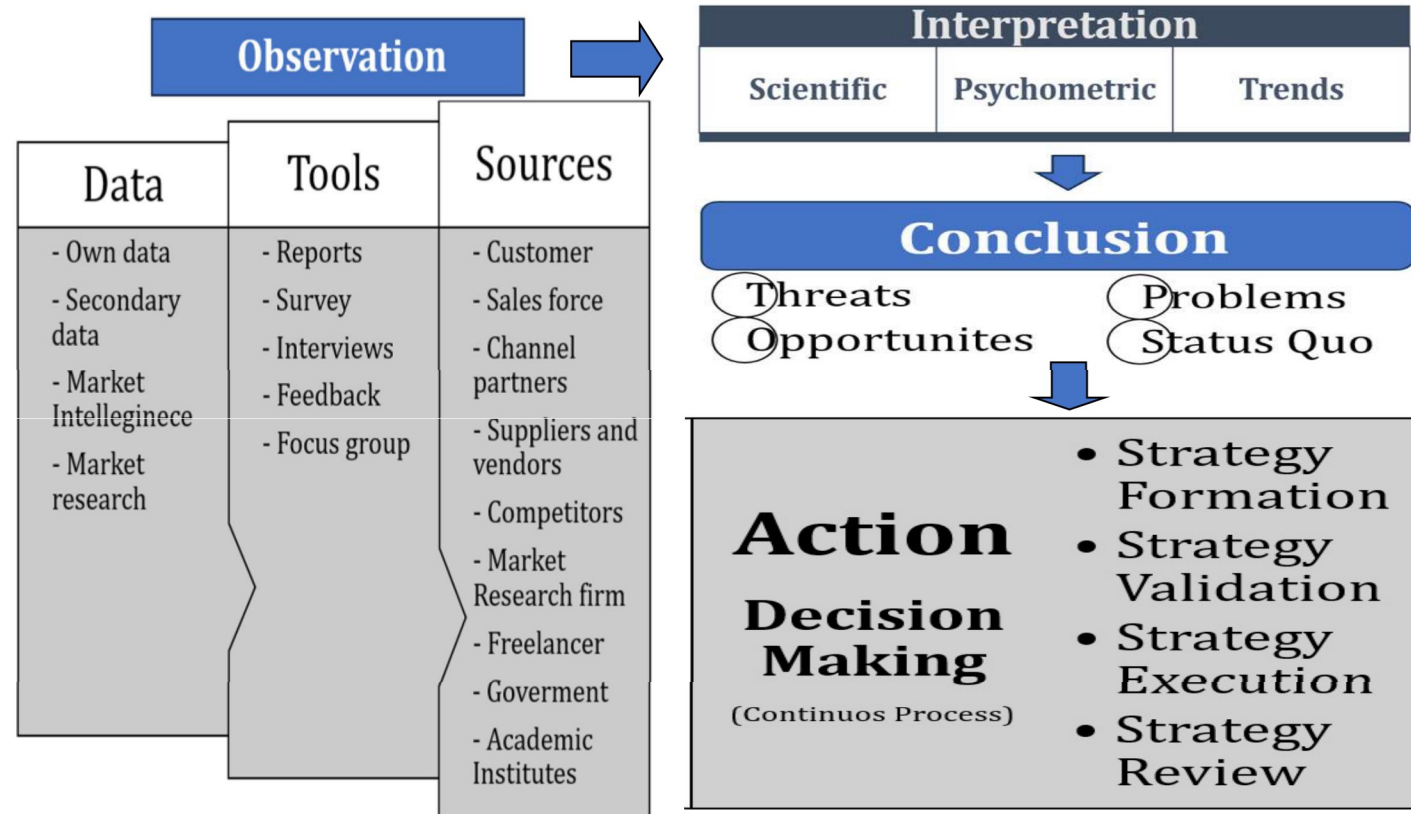 Observation
Data
- Own data
- Secondary
data
- Market
Intelleginece
- Market
research
Tools
- Reports
- Survey
- Interviews
- Feedback
- Focus group
Sources
- Customer
- Sales force
- Channel
partners
- Suppliers and
vendors
- Competitors
- Market
Research firm
- Freelancer
- Goverment
- Academic
Institutes
Interpretation
Scientific
Psychometric
Trends
Conclusion
Threats
Opportunites
Problems
Status Quo
Action
Decision
Making
(Continuos Process)
• Strategy
Formation
• Strategy
Validation
• Strategy
Execution
• Strategy
Review